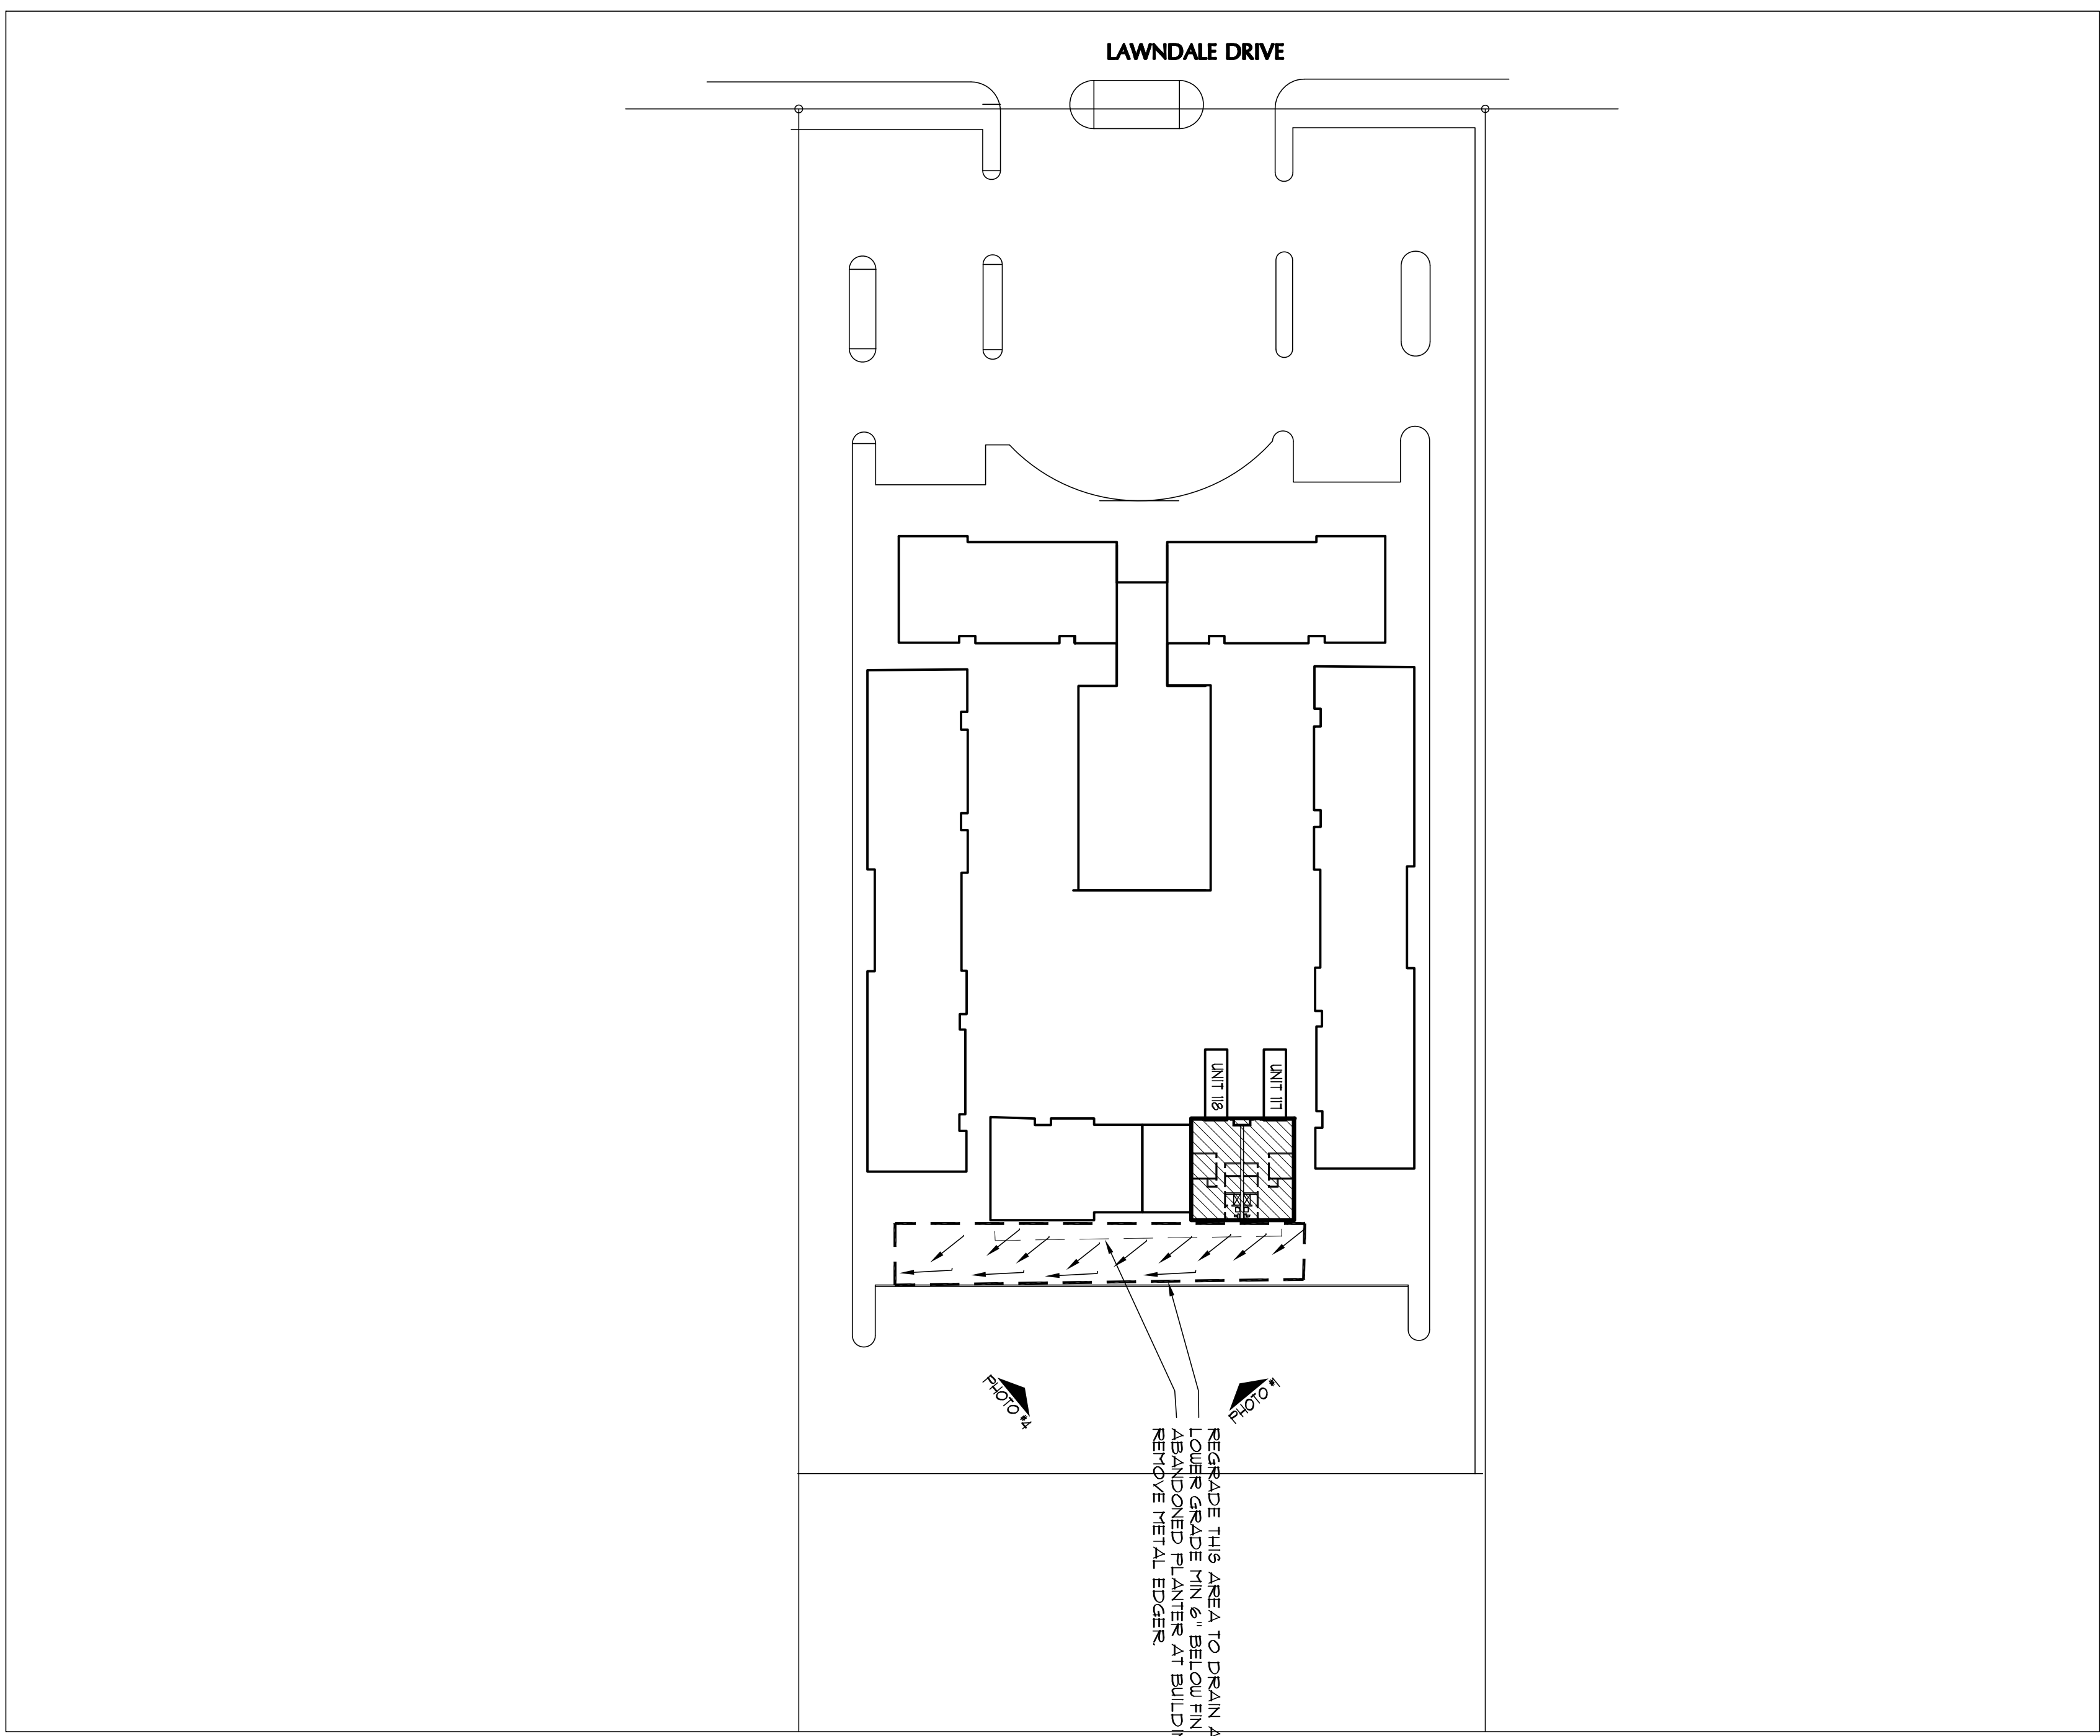 LAWNDALE DRIVE
UNIT 118
UNIT 117
PHOTO #4
PHOTO #1
REGRADE THIS AREA TO DRAIN
LOWER GRADE MIN 6" BELOW FIN
ABANDONED PLANTER AT
REMOVE METAL EDGER.